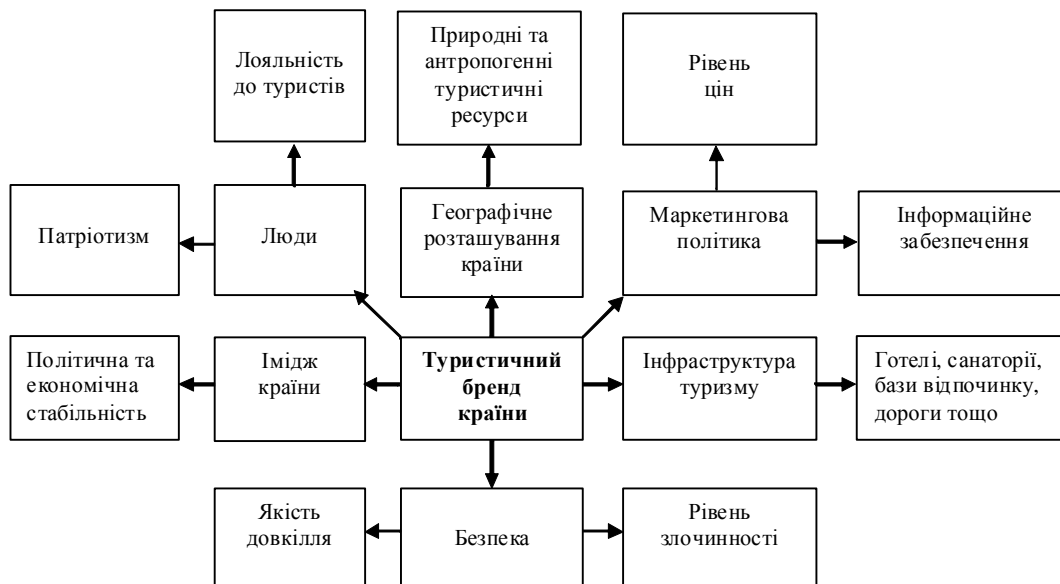 Лояльність
до туристів
Природні та
антропогенні
туристичні
ресурси
Рівень
цін
Патріотизм
Люди
Географічне
розташування
країни
Маркетингова
політика
Інформаційне
забезпечення
Політична та
економічна
стабільність
Імідж
країни
Туристичний
бренд
країни
Інфраструктура
туризму
Готелі, санаторії,
бази відпочинку,
дороги тощо
Якість
довкілля
Безпека
Рівень
злочинності